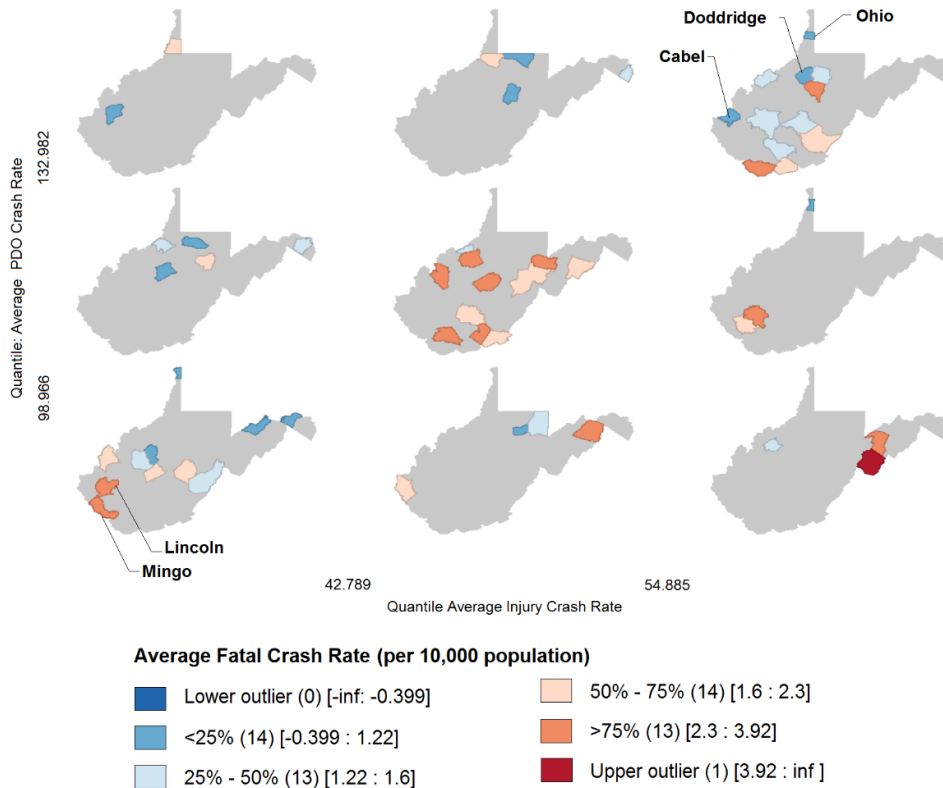 Doddridge
Ohio
Cabel
Quantile: Average PDO Crash Rate
132.982
98.966
Lincoln
Mingo
42.789
54.885
Quantile Average Injury Crash Rate
Average Fatal Crash Rate (per 10,000 population)
Lower outlier (0) [-inf: -0.399]
50% - 75% (14) [1.6 : 2.3]
<25% (14) [-0.399 : 1.22]
>75% (13) [2.3 : 3.92]
25% - 50% (13) [1.22 : 1.6]
Upper outlier (1) [3.92 : inf ]